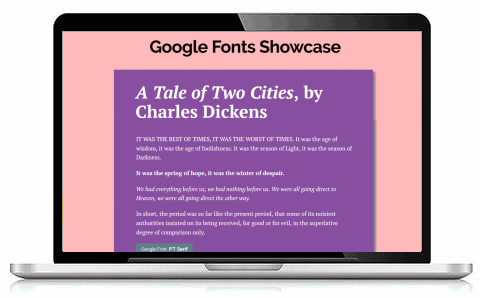 Google Fonts Showcase
A Tale of Two Cities, by
Charles Dickens
IT WAS THE BEST OF TIMES, IT WAS THE WORST OF TIMES. It was the age of
wisdom, it was the age of foolishness. It was the season of Light, it was the season of
Darkness.
It was the spring of hope, it was the winter of despair.
We had everything before us, we had nothing before us. We were all going direct to
Heaven, we were all going direct the other way.
In short, the period was so far like the present period, that some of its noisiest
authorities insisted on its being received, for good or for evil, in the superlative
degree of comparison only.
Google Font: PT Serif